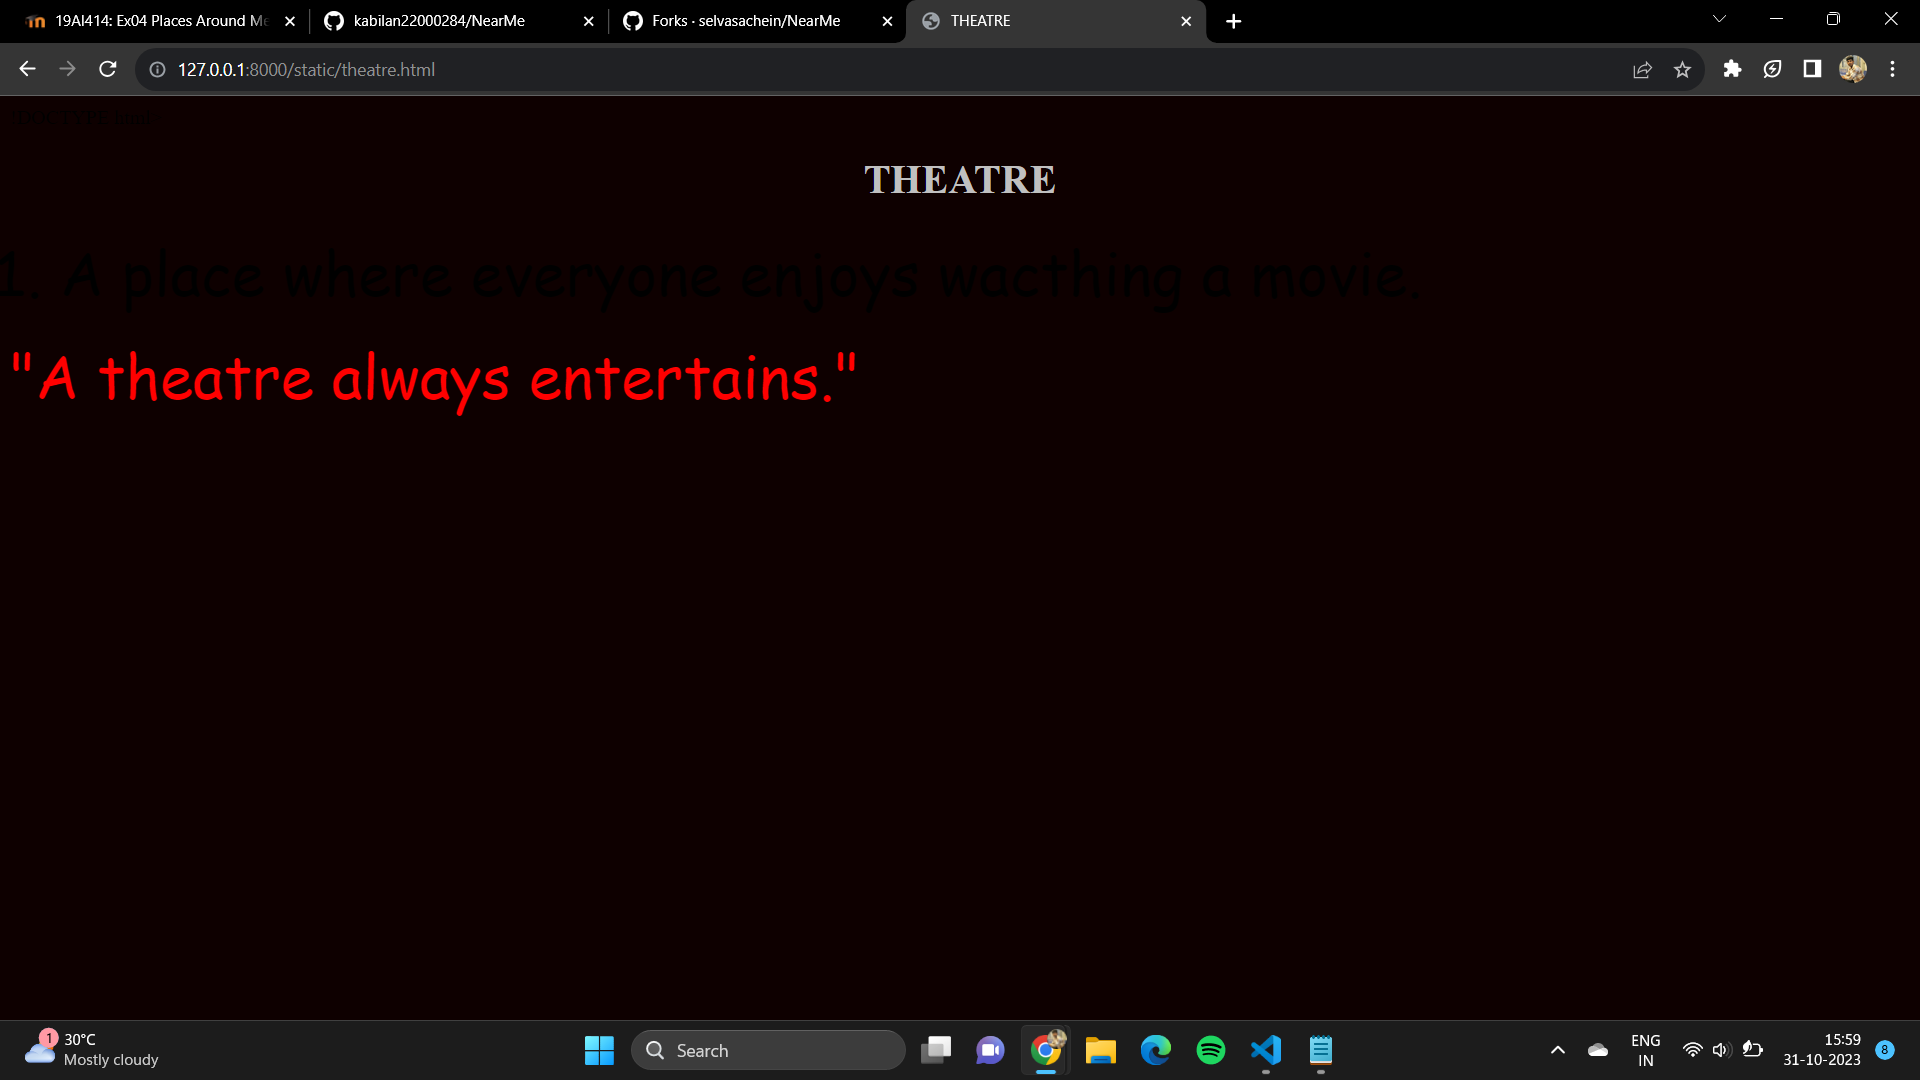 19AI414: Ex04 Places Around Me
kabilan22000284/NearMe
Forks · selvasachein/NearMe
THEATRE
127.0.0.1:8000/static/theatre.html
THEATRE
1. A place where everyone enjoys wacthing a movie.
"A theatre always entertains."
1
30°C
Mostly cloudy
Search
ENG
IN
15:59
31-10-2023
8